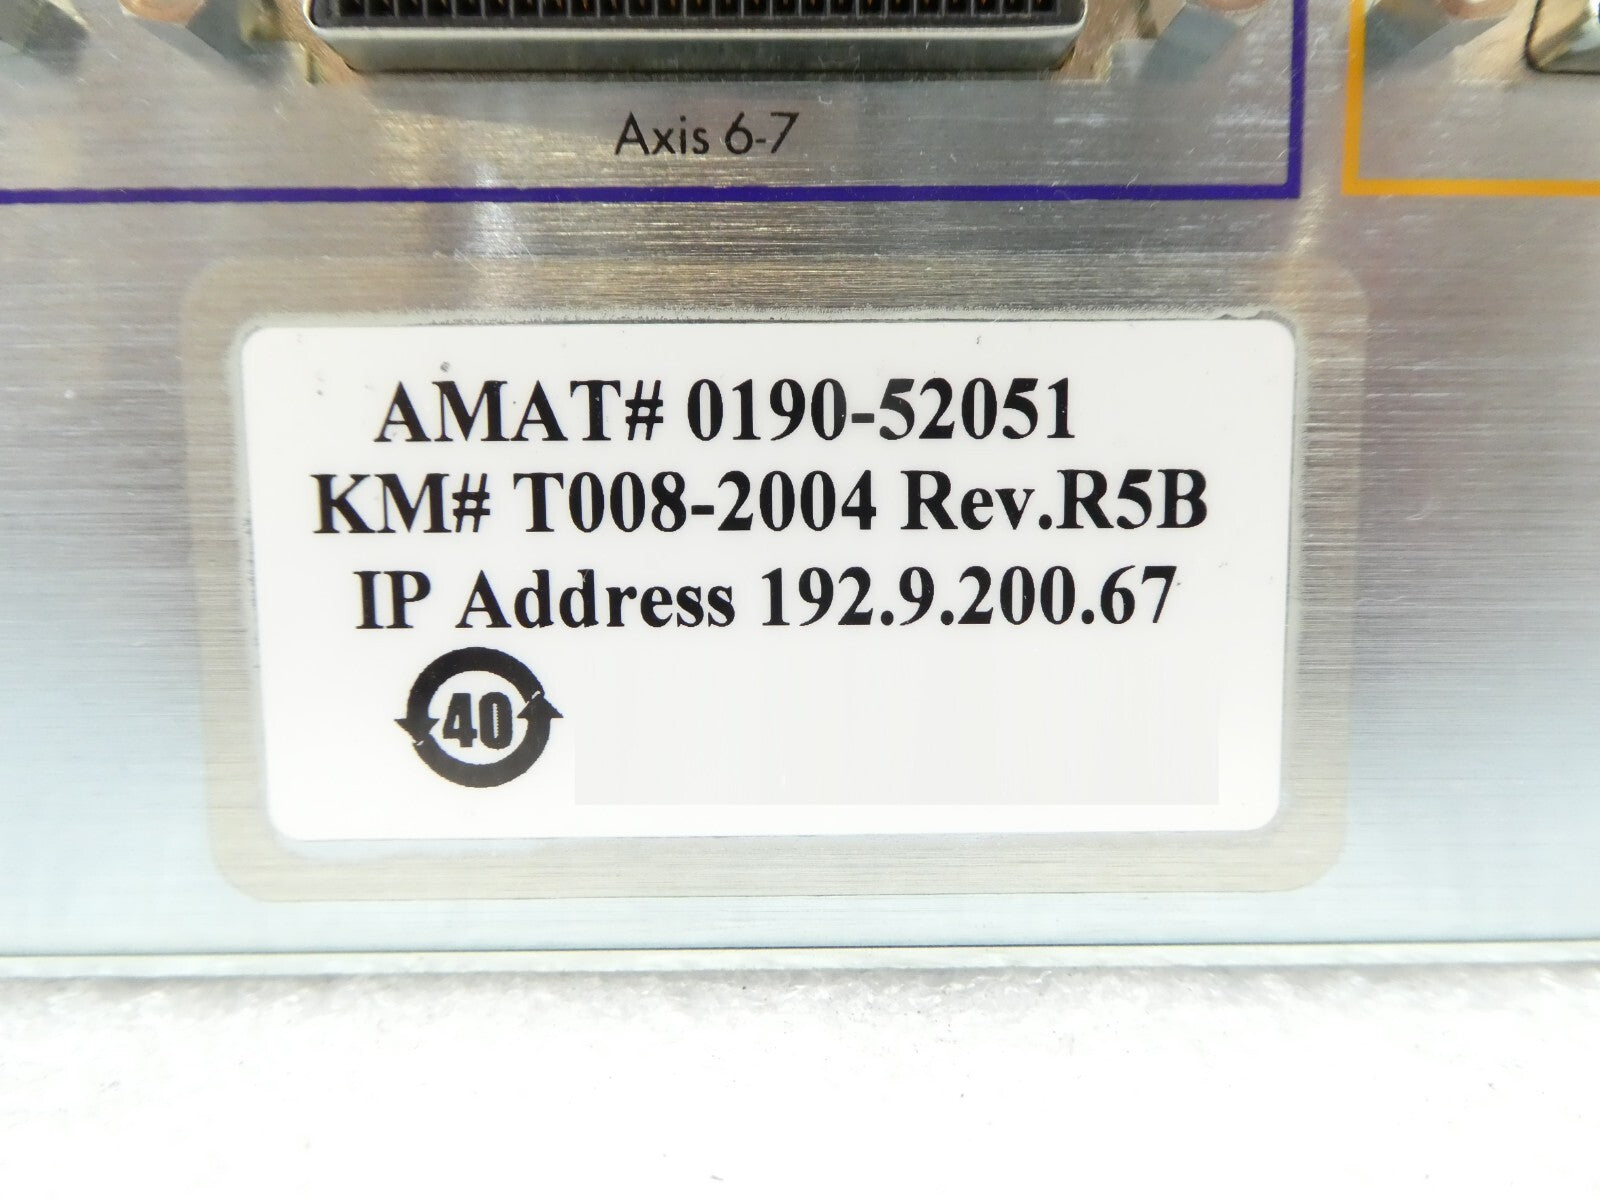 Axis 6-7
AMAT# 0190-52051
KM# T008-2004 Rev.R5B
IP Address 192.9.200.67
40